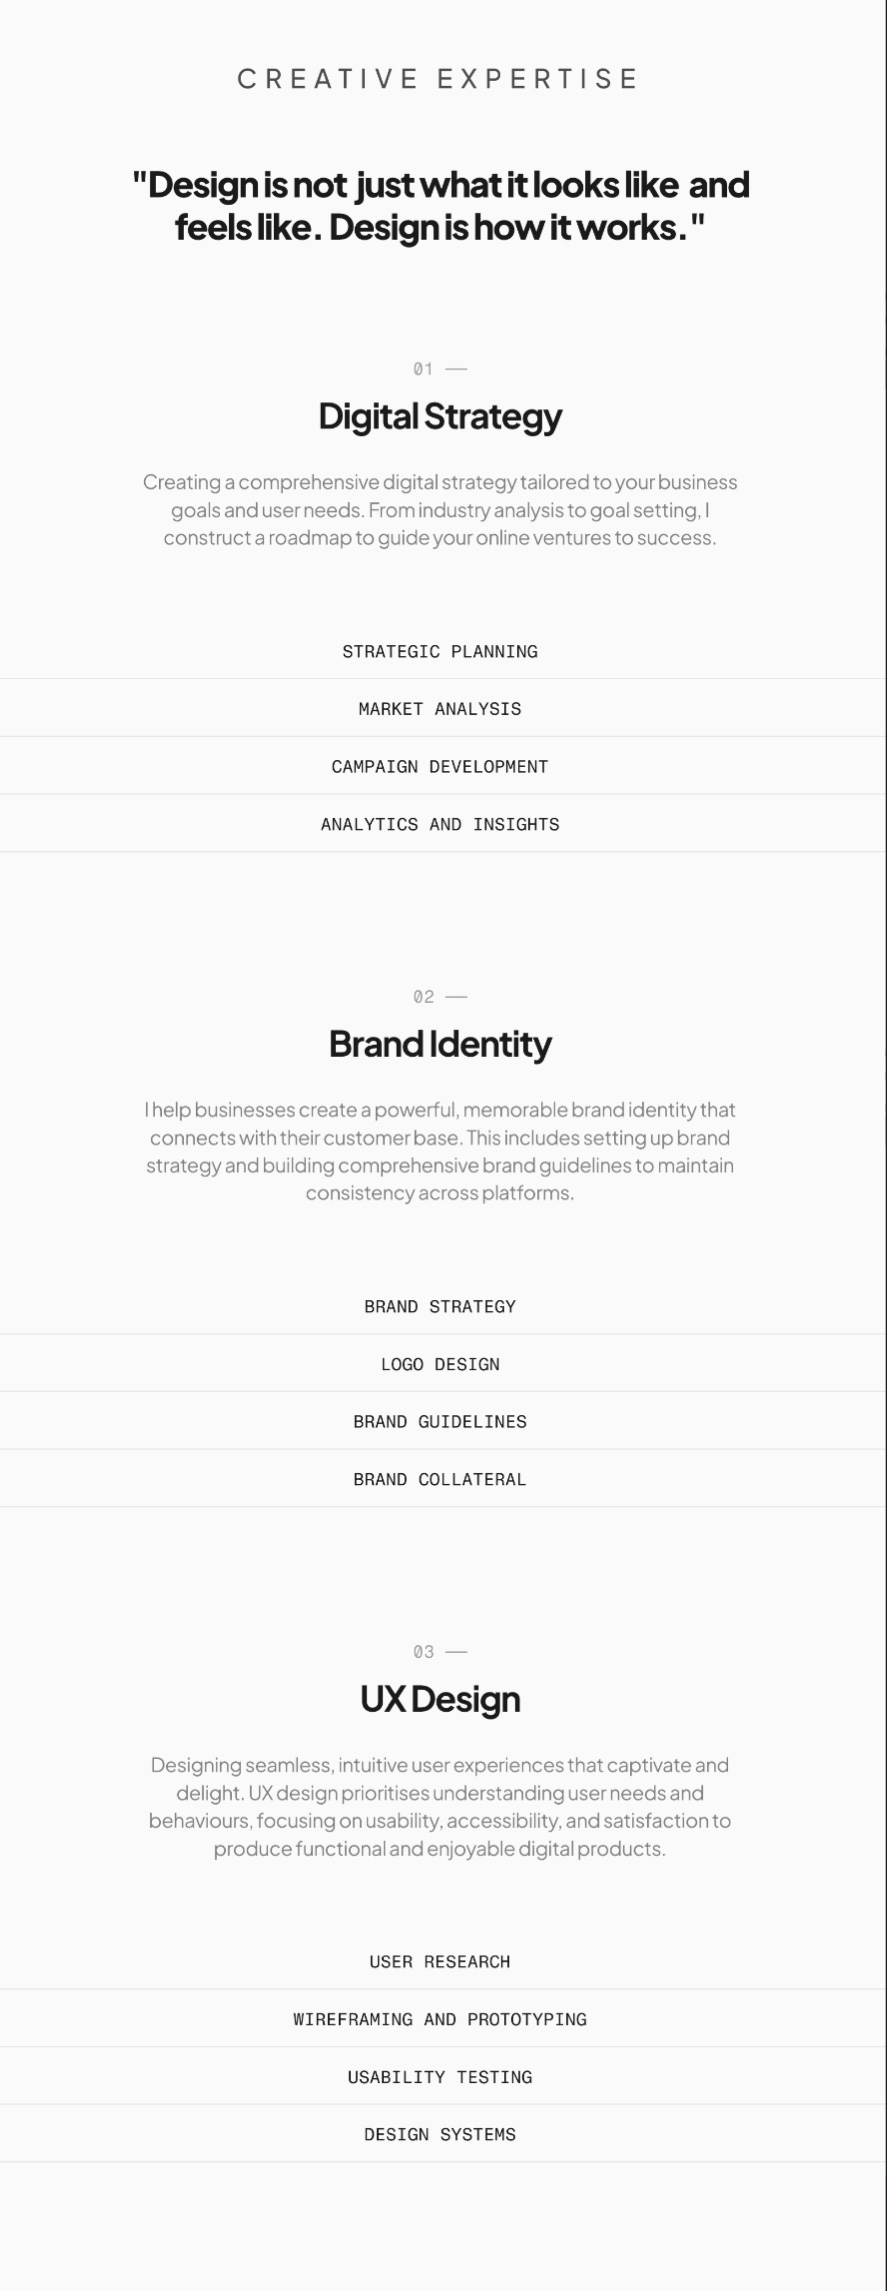 CREATIVE EXPERTISE
"Design is not just what it looks like and
feels like. Design is how it works."
01 —
Digital Strategy
Creating a comprehensive digital strategy tailored to your business
goals and user needs. From industry analysis to goal setting, I
construct a roadmap to guide your online ventures to success.
STRATEGIC PLANNING
MARKET ANALYSIS
CAMPAIGN DEVELOPMENT
ANALYTICS AND INSIGHTS
02 —
Brand Identity
I help businesses create a powerful, memorable brand identity that
connects with their customer base. This includes setting up brand
strategy and building comprehensive brand guidelines to maintain
consistency across platforms.
BRAND STRATEGY
LOGO DESIGN
BRAND GUIDELINES
BRAND COLLATERAL
03 —
UX Design
Designing seamless, intuitive user experiences that captivate and
delight. UX design prioritises understanding user needs and
behaviours, focusing on usability, accessibility, and satisfaction to
produce functional and enjoyable digital products.
USER RESEARCH
WIREFRAMING AND PROTOTYPING
USABILITY TESTING
DESIGN SYSTEMS